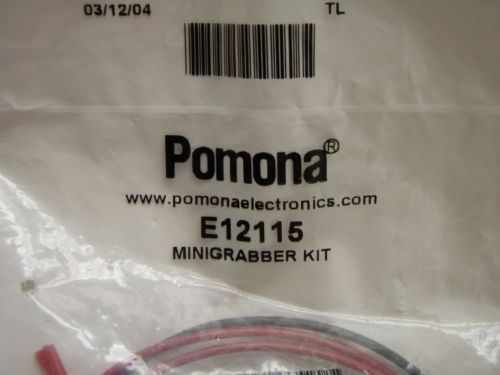 03/12/04 TL
Pomona®
www.pomonaelectronics.com
E12115
MINIGRABBER KIT